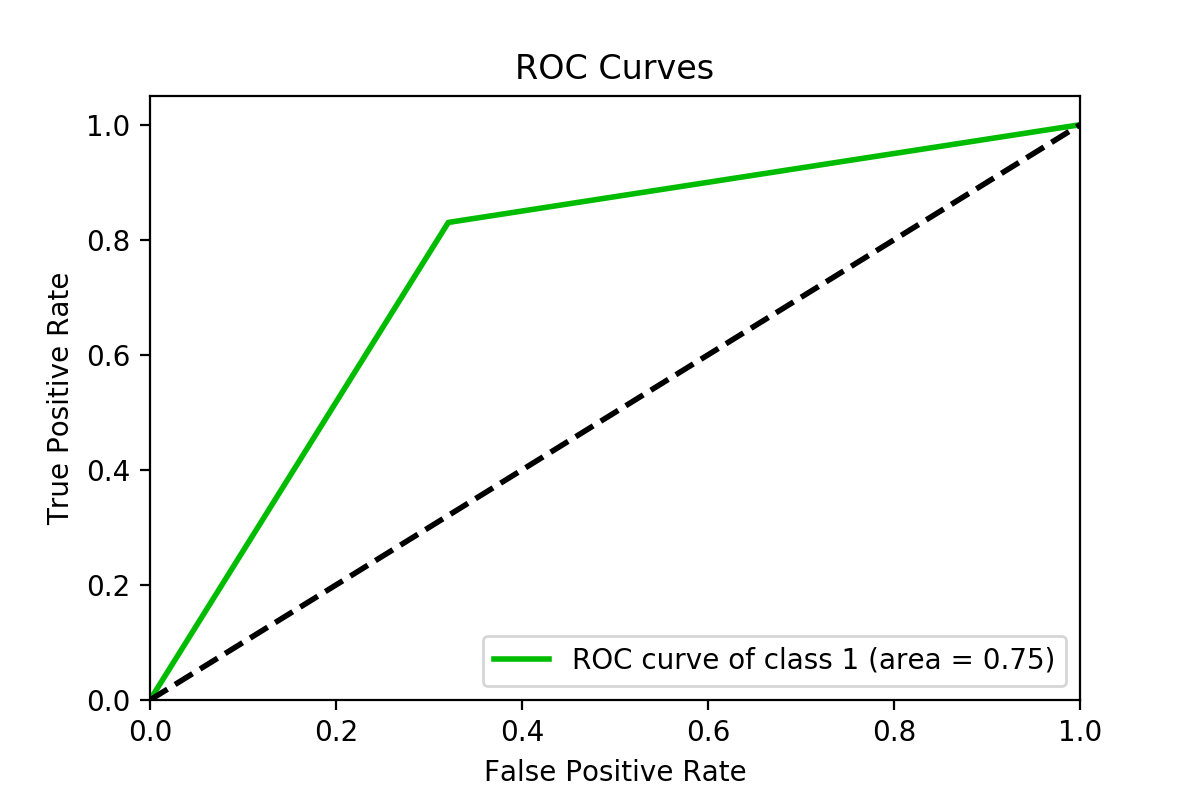 ROC Curves
1.0
0.8
0.6
0.4
0.2
0.0
True Positive Rate
ROC curve of class 1 (area = 0.75)
0.0 0.2 0.4 0.6 0.8 1.0
False Positive Rate